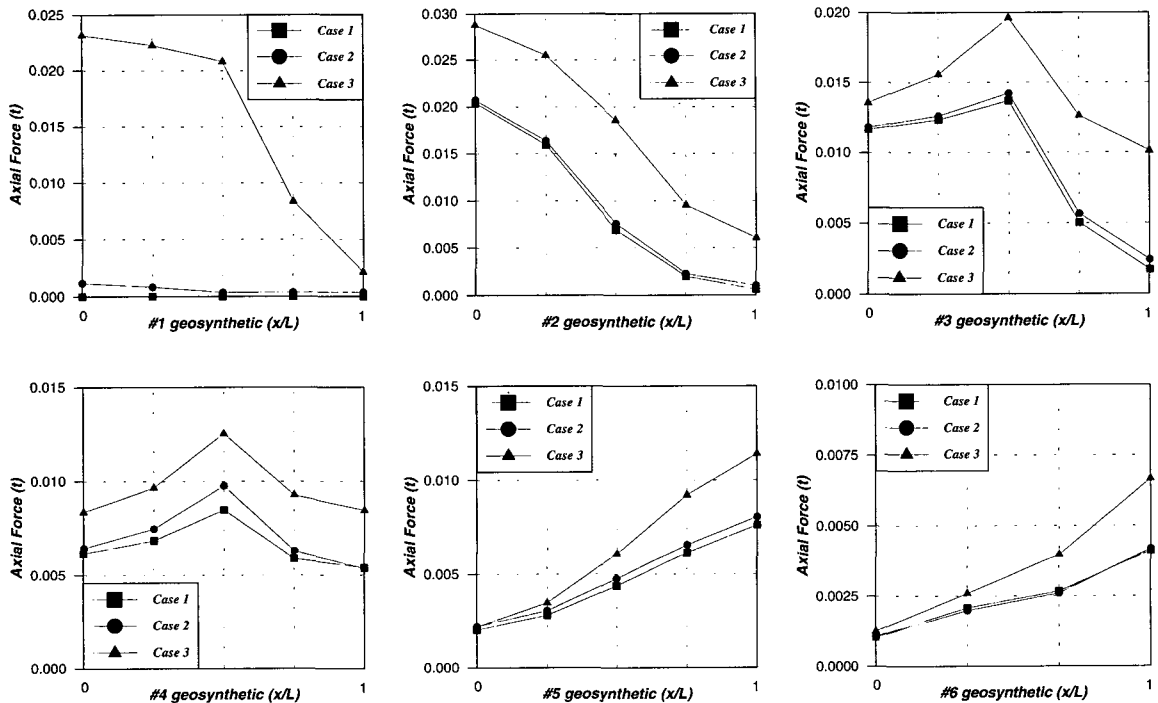 0.025
0.020
0.015
0.010
0.005
0.000
Axial Force (t)
Case 1
Case 2
Case 3
0
1
#1 geosynthetic (x/L)
0.030
0.025
0.020
0.015
0.010
0.005
0.000
Axial Force (t)
Case 1
Case 2
Case 3
0
1
#2 geosynthetic (x/L)
0.020
0.015
0.010
0.005
0.000
Axial Force (t)
Case 1
Case 2
Case 3
0
1
#3 geosynthetic (x/L)
0.015
0.010
0.005
0.000
Axial Force (t)
Case 1
Case 2
Case 3
0
1
#4 geosynthetic (x/L)
0.015
0.010
0.005
0.000
Axial Force (t)
Case 1
Case 2
Case 3
0
1
#5 geosynthetic (x/L)
0.0100
0.0075
0.0050
0.0025
0.0000
Axial Force (t)
Case 1
Case 2
Case 3
0
1
#6 geosynthetic (x/L)